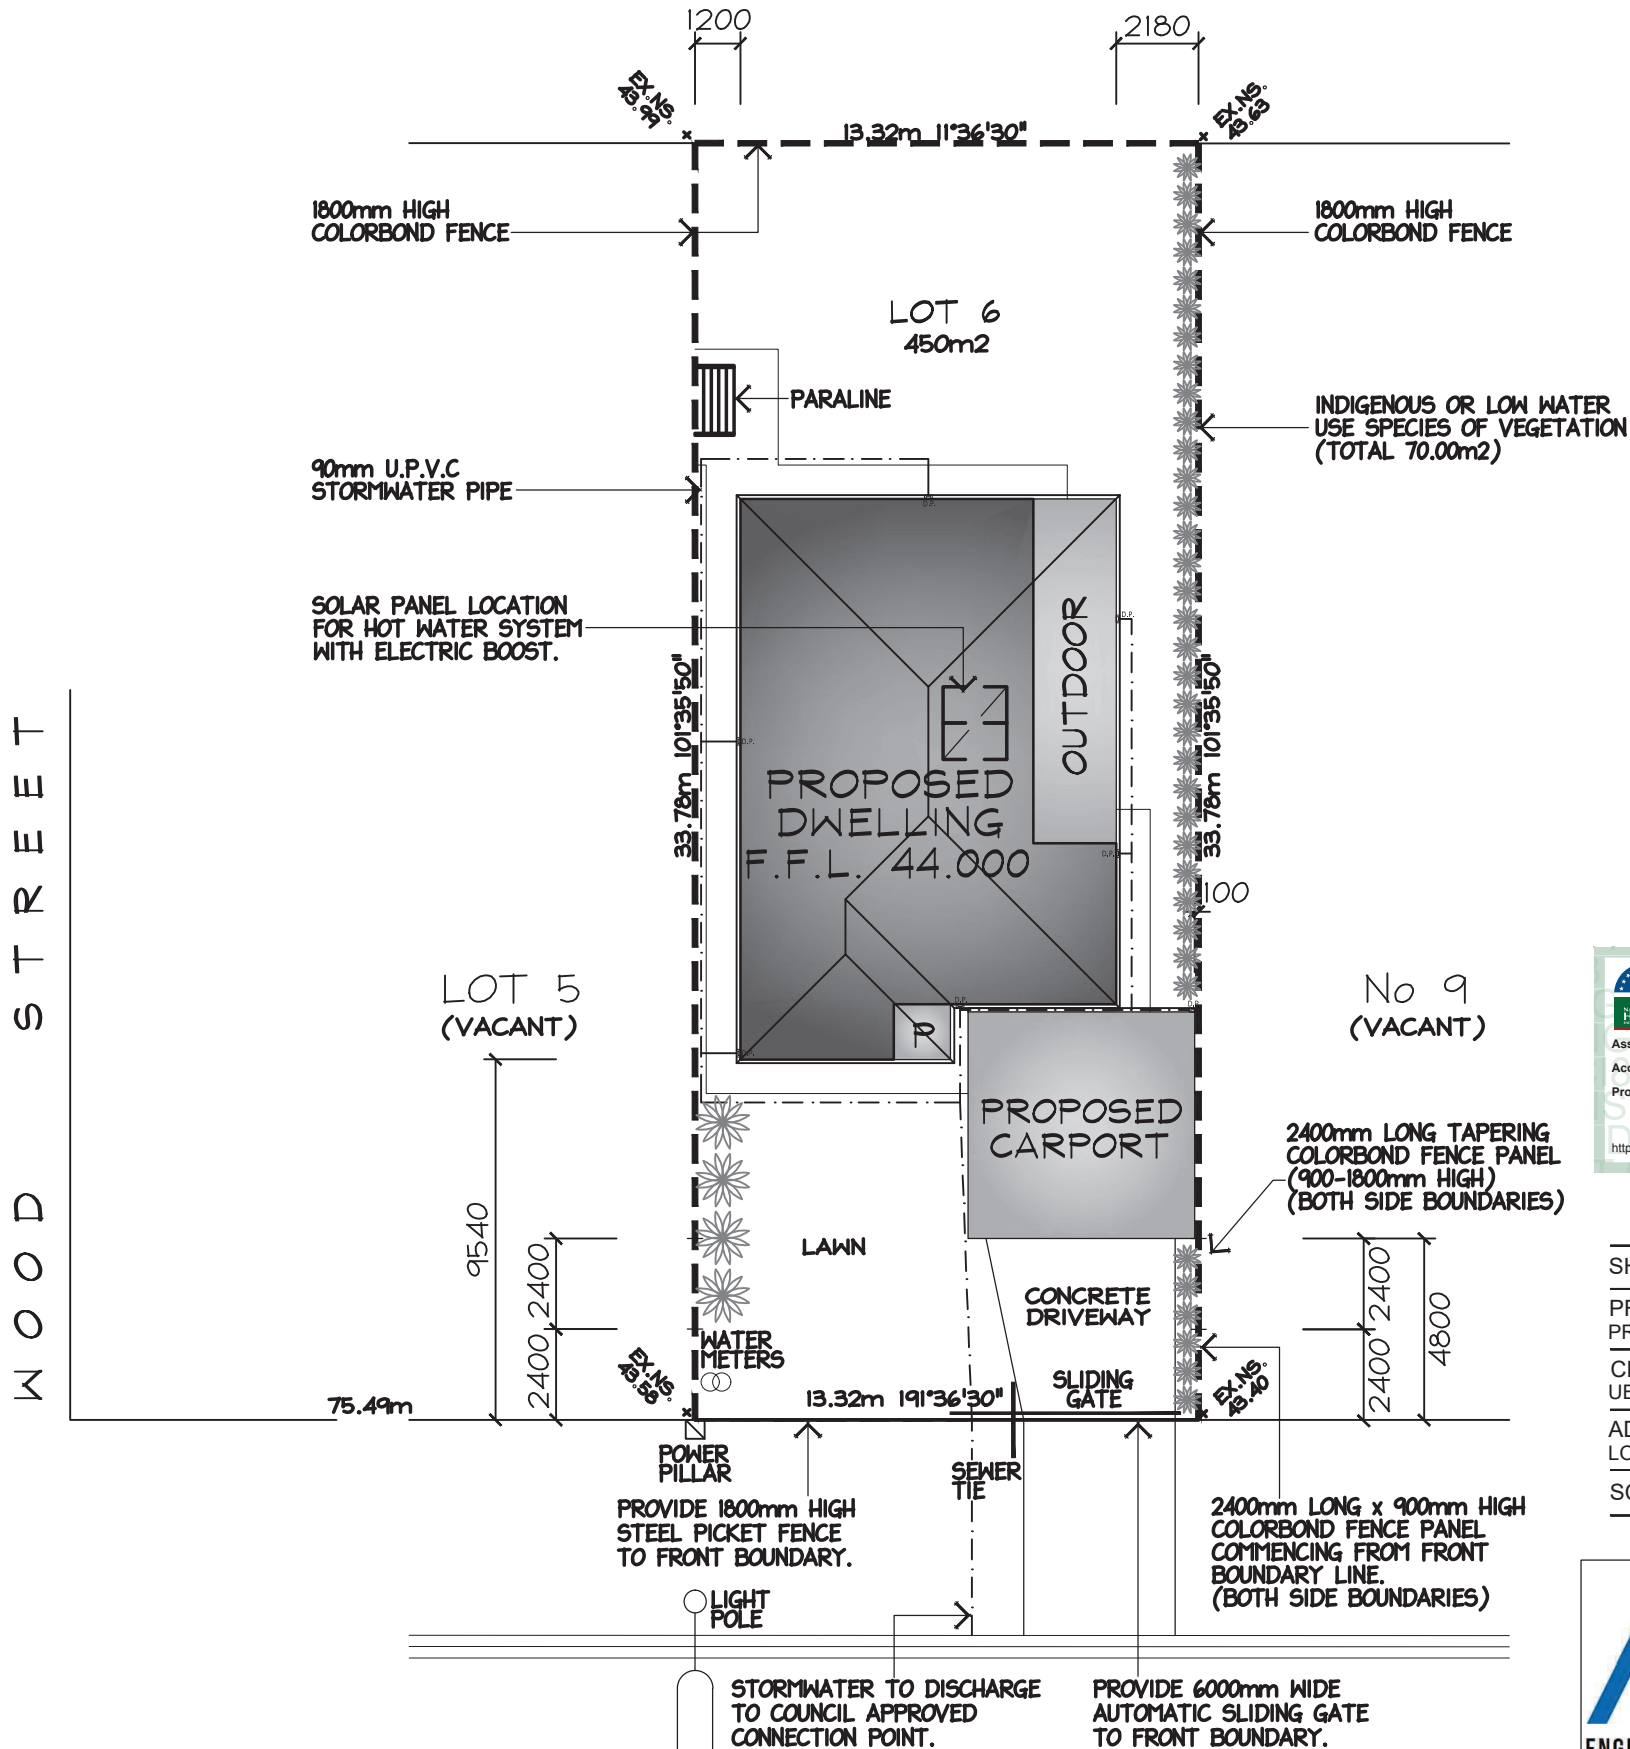 1200
2180
EX.NS.
43.99
EX.NS.
43.63
13.32m 11°36'30"
1800mm HIGH
COLORBOND FENCE
1800mm HIGH
COLORBOND FENCE
LOT 6
450m2
PARALINE
INDIGENOUS OR LOW WATER
USE SPECIES OF VEGETATION
(TOTAL 70.00m2)
90mm U.P.V.C
STORMWATER PIPE
D.P.
SOLAR PANEL LOCATION
FOR HOT WATER SYSTEM
WITH ELECTRIC BOOST.
OUTDOOR
D.P.
33.78m 101°35'50"
33.78m 101°35'50"
D.P.
PROPOSED
DWELLING
F.F.L. 44.000
D.P.
100
WOOD STREET
LOT 5
(VACANT)
No 9
(VACANT)
D.P.
D.P.
P
D.P.
PROPOSED
CARPORT
2400mm LONG TAPERING
COLORBOND FENCE PANEL
(900-1800mm HIGH)
(BOTH SIDE BOUNDARIES)
9540
2400
2400
LAWN
CONCRETE
DRIVEWAY
2400
2400
4800
WATER
METERS
EX.NS.
43.58
SLIDING
GATE
EX.NS.
43.40
75.49m
13.32m 191°36'30"
POWER
PILLAR
SEWER
TIE
PROVIDE 1800mm HIGH
STEEL PICKET FENCE
TO FRONT BOUNDARY.
2400mm LONG x 900mm HIGH
COLORBOND FENCE PANEL
COMMENCING FROM FRONT
BOUNDARY LINE.
(BOTH SIDE BOUNDARIES)
LIGHT
POLE
STORMWATER TO DISCHARGE
TO COUNCIL APPROVED
CONNECTION POINT.
PROVIDE 6000mm WIDE
AUTOMATIC SLIDING GATE
TO FRONT BOUNDARY.
Ass
Acc
Pro
http